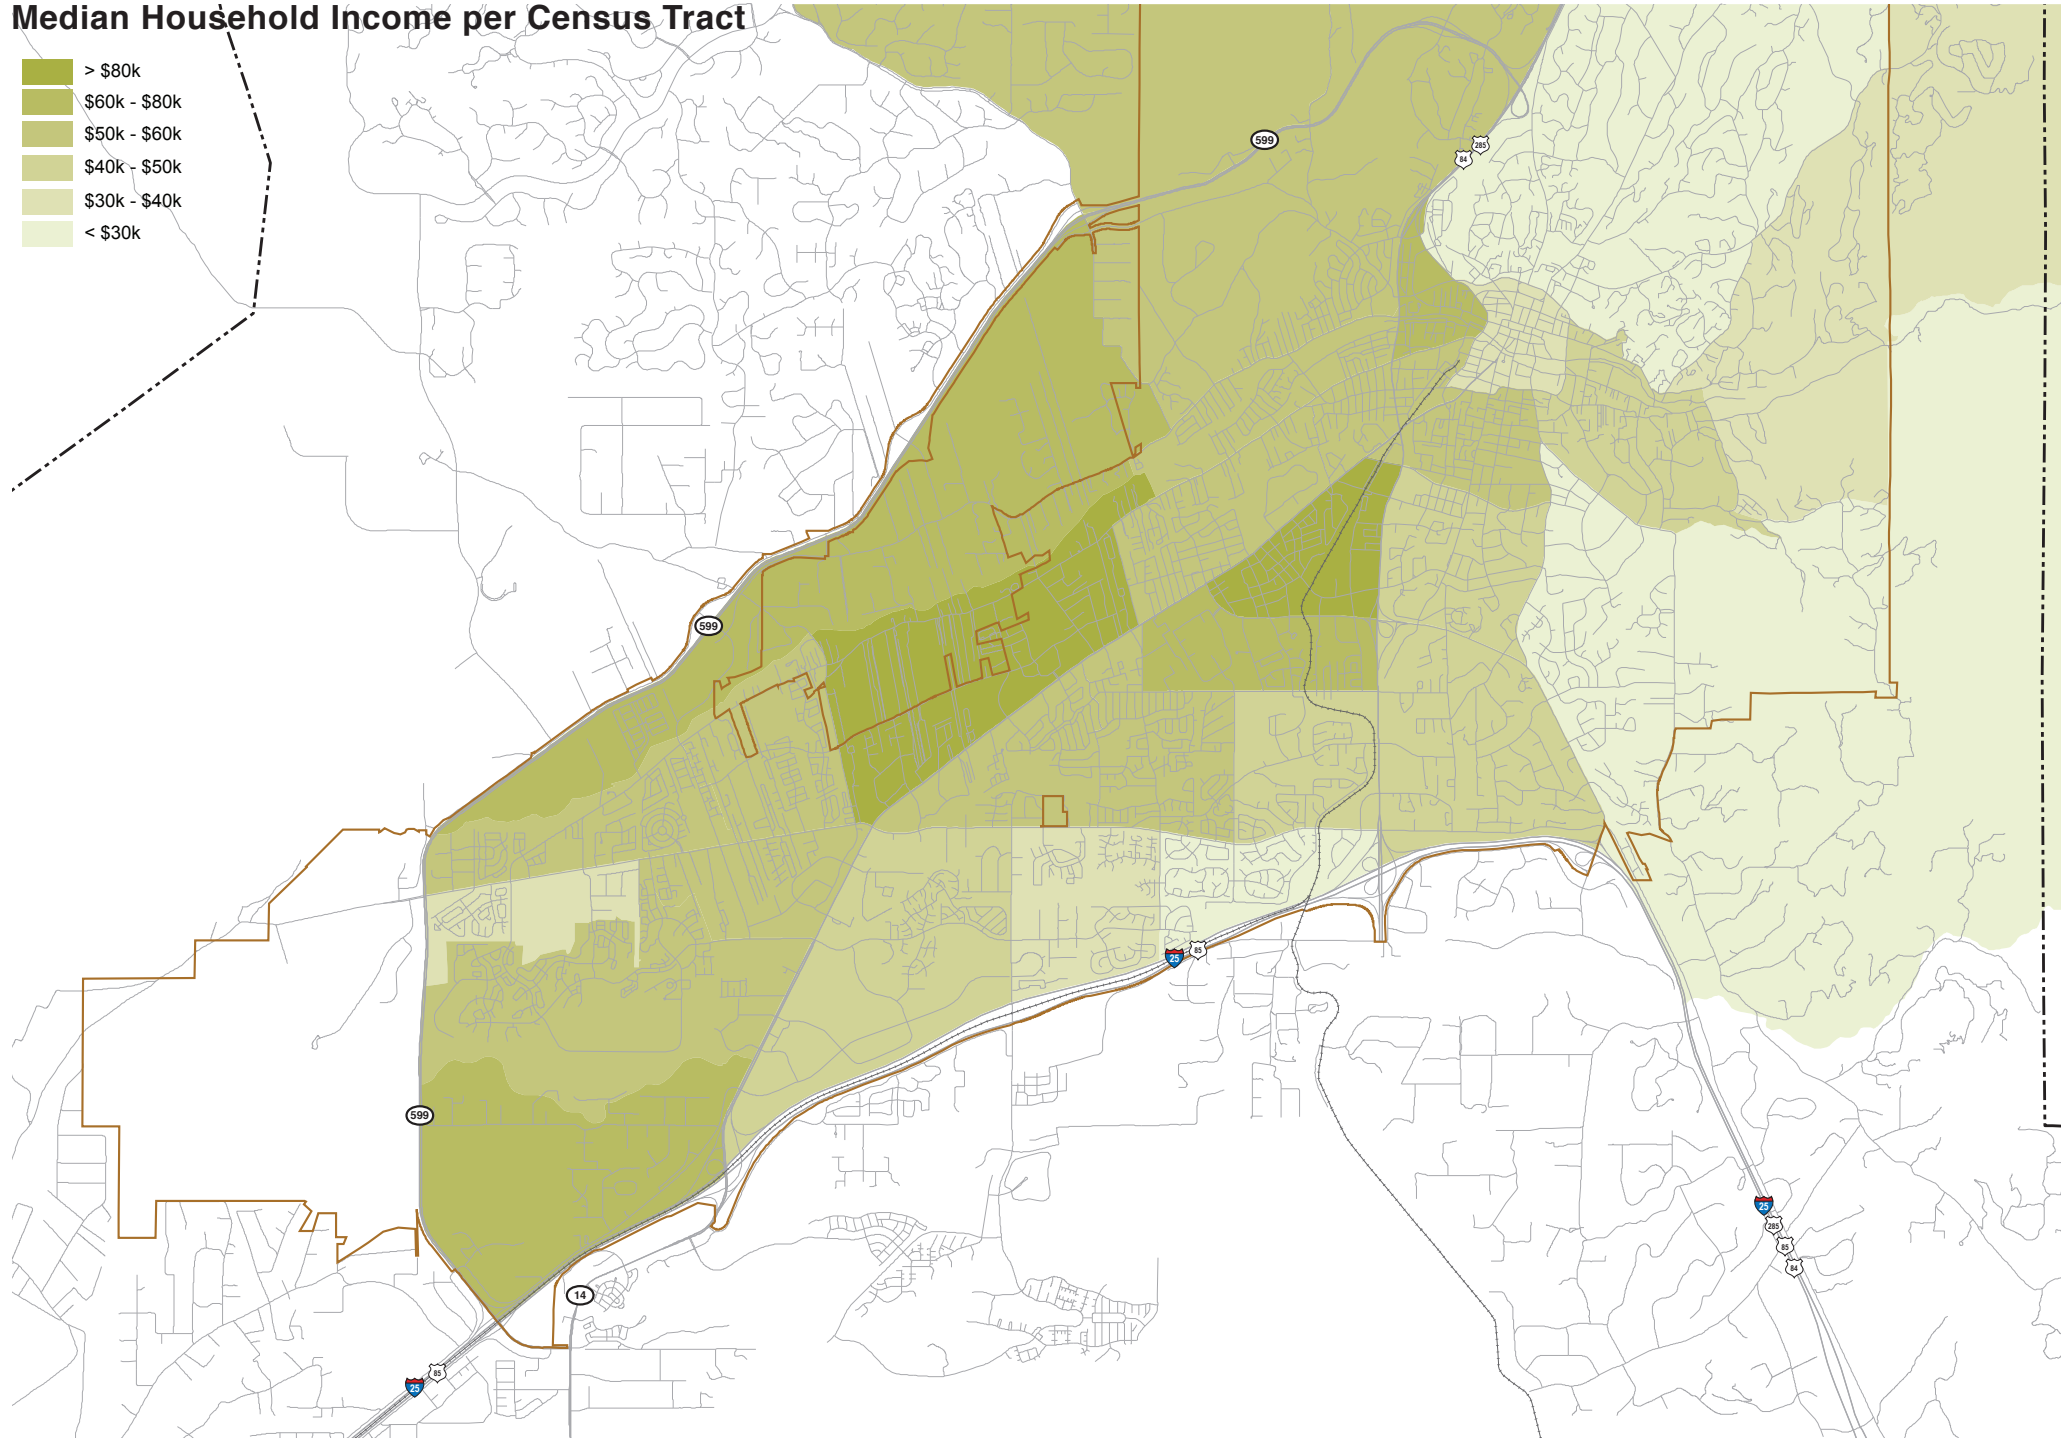 Median Household Income per Census Tract
> $80k
$60k - $80k
$50k - $60k
$40k - $50k
$30k - $40k
< $30k
599
285
84
599
85
25
599
25
285
85
84
14
85
25